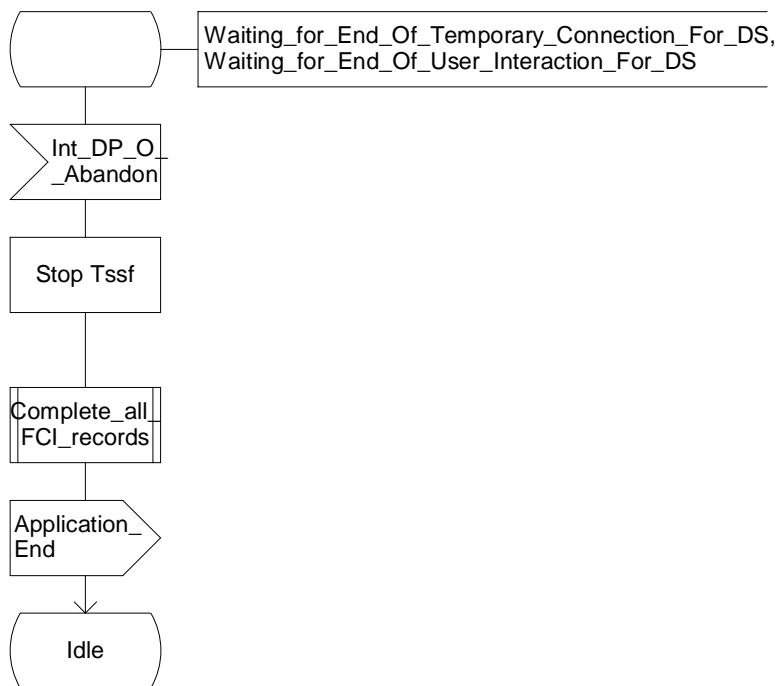 Waiting_for_End_Of_Temporary_Connection_For_DS,
Waiting_for_End_Of_User_Interaction_For_DS
Int_DP_O_
_Abandon
Stop Tssf
Complete_all_
FCI_records
Application_
End
Idle